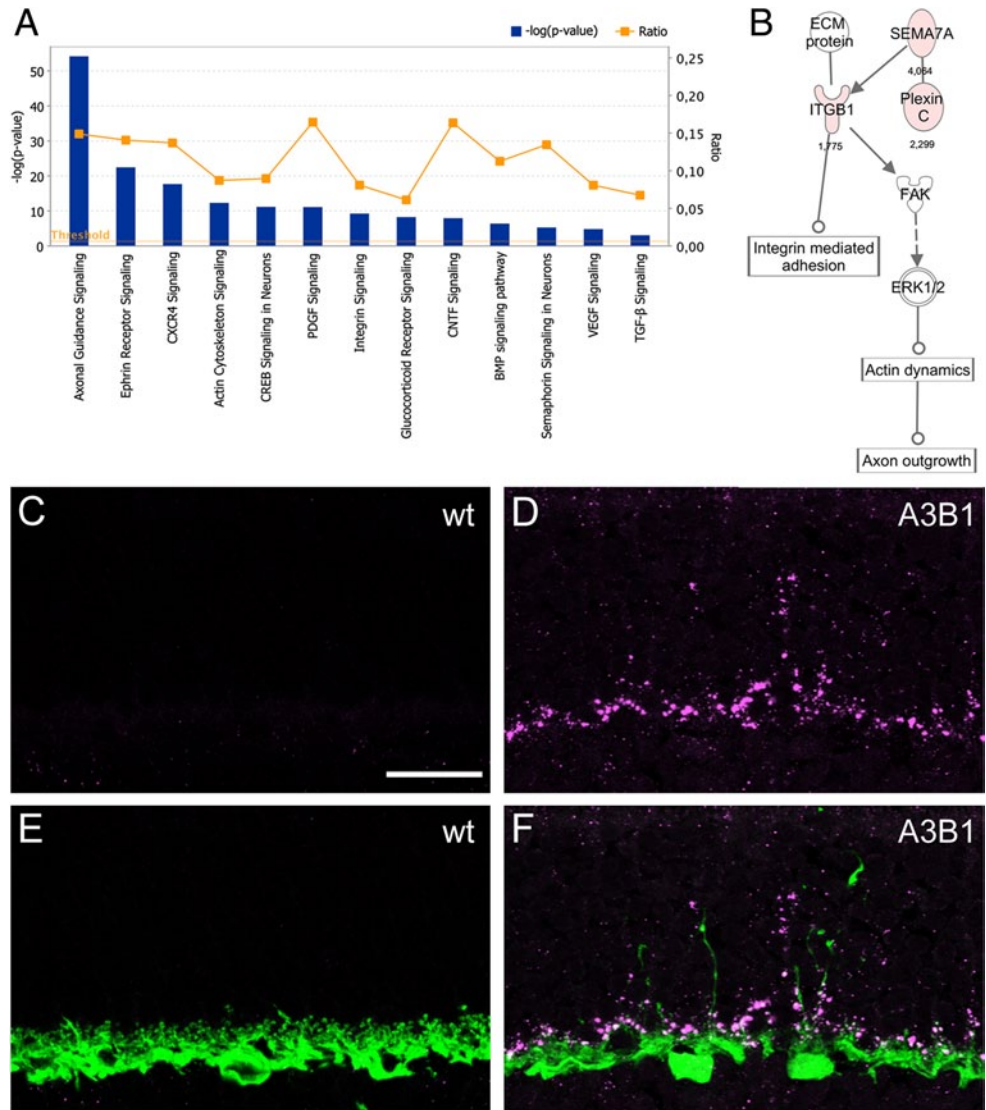 A
-log(p-value) Ratio
-log(p-value)
50
40
30
20
10
0
0,25
0,20
0,15
0,10
0,05
0,00
Ratio
Threshold
Axonal Guidance Signaling
Ephrin Receptor Signaling
CXCR4 Signaling
Actin Cytoskeleton Signaling
CREB Signaling in Neurons
PDGF Signaling
Integrin Signaling
Glucocorticoid Receptor Signaling
CNTF Signaling
BMP signaling pathway
Semaphorin Signaling in Neurons
VEGF Signaling
TGF-β Signaling
B
ECM
protein
SEMA7A
4,064
ITGB1
1,775
Plexin
C
2,299
FAK
Integrin mediated
adhesion
ERK1/2
Actin dynamics
Axon outgrowth
C wt
D A3B1
E wt
F A3B1